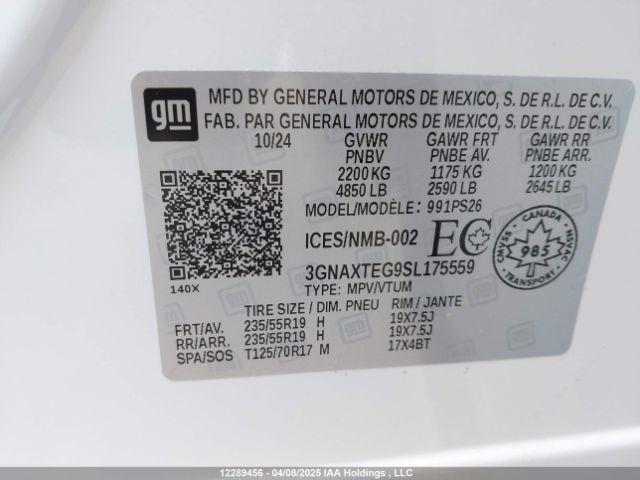 gm
MFD BY GENERAL MOTORS DE MEXICO, S. DE R.L. DE C.V.
FAB. PAR GENERAL MOTORS DE MEXICO, S. DE R.L. DE C.V.
10/24 GVWR GAWR FRT GAWR RR
PNBV PNBE AV. PNBE ARR.
2200 KG 1175 KG 1200 KG
4850 LB 2590 LB 2645 LB
MODEL/MODÈLE: 991PS26
ICES/NMB-002 EC
CANADA
CMVSS 985 NSVAC
3GNAXTEG9SL175559
140X TYPE: MPV/VTUM
TIRE SIZE / DIM. PNEU RIM / JANTE
FRT/AV. 235/55R19 H 19X7.5J
RR/ARR. 235/55R19 H 19X7.5J
SPA/SOS T125/70R17 M 17X4BT
12289456 - 04/08/2025 IAA Holdings , LLC